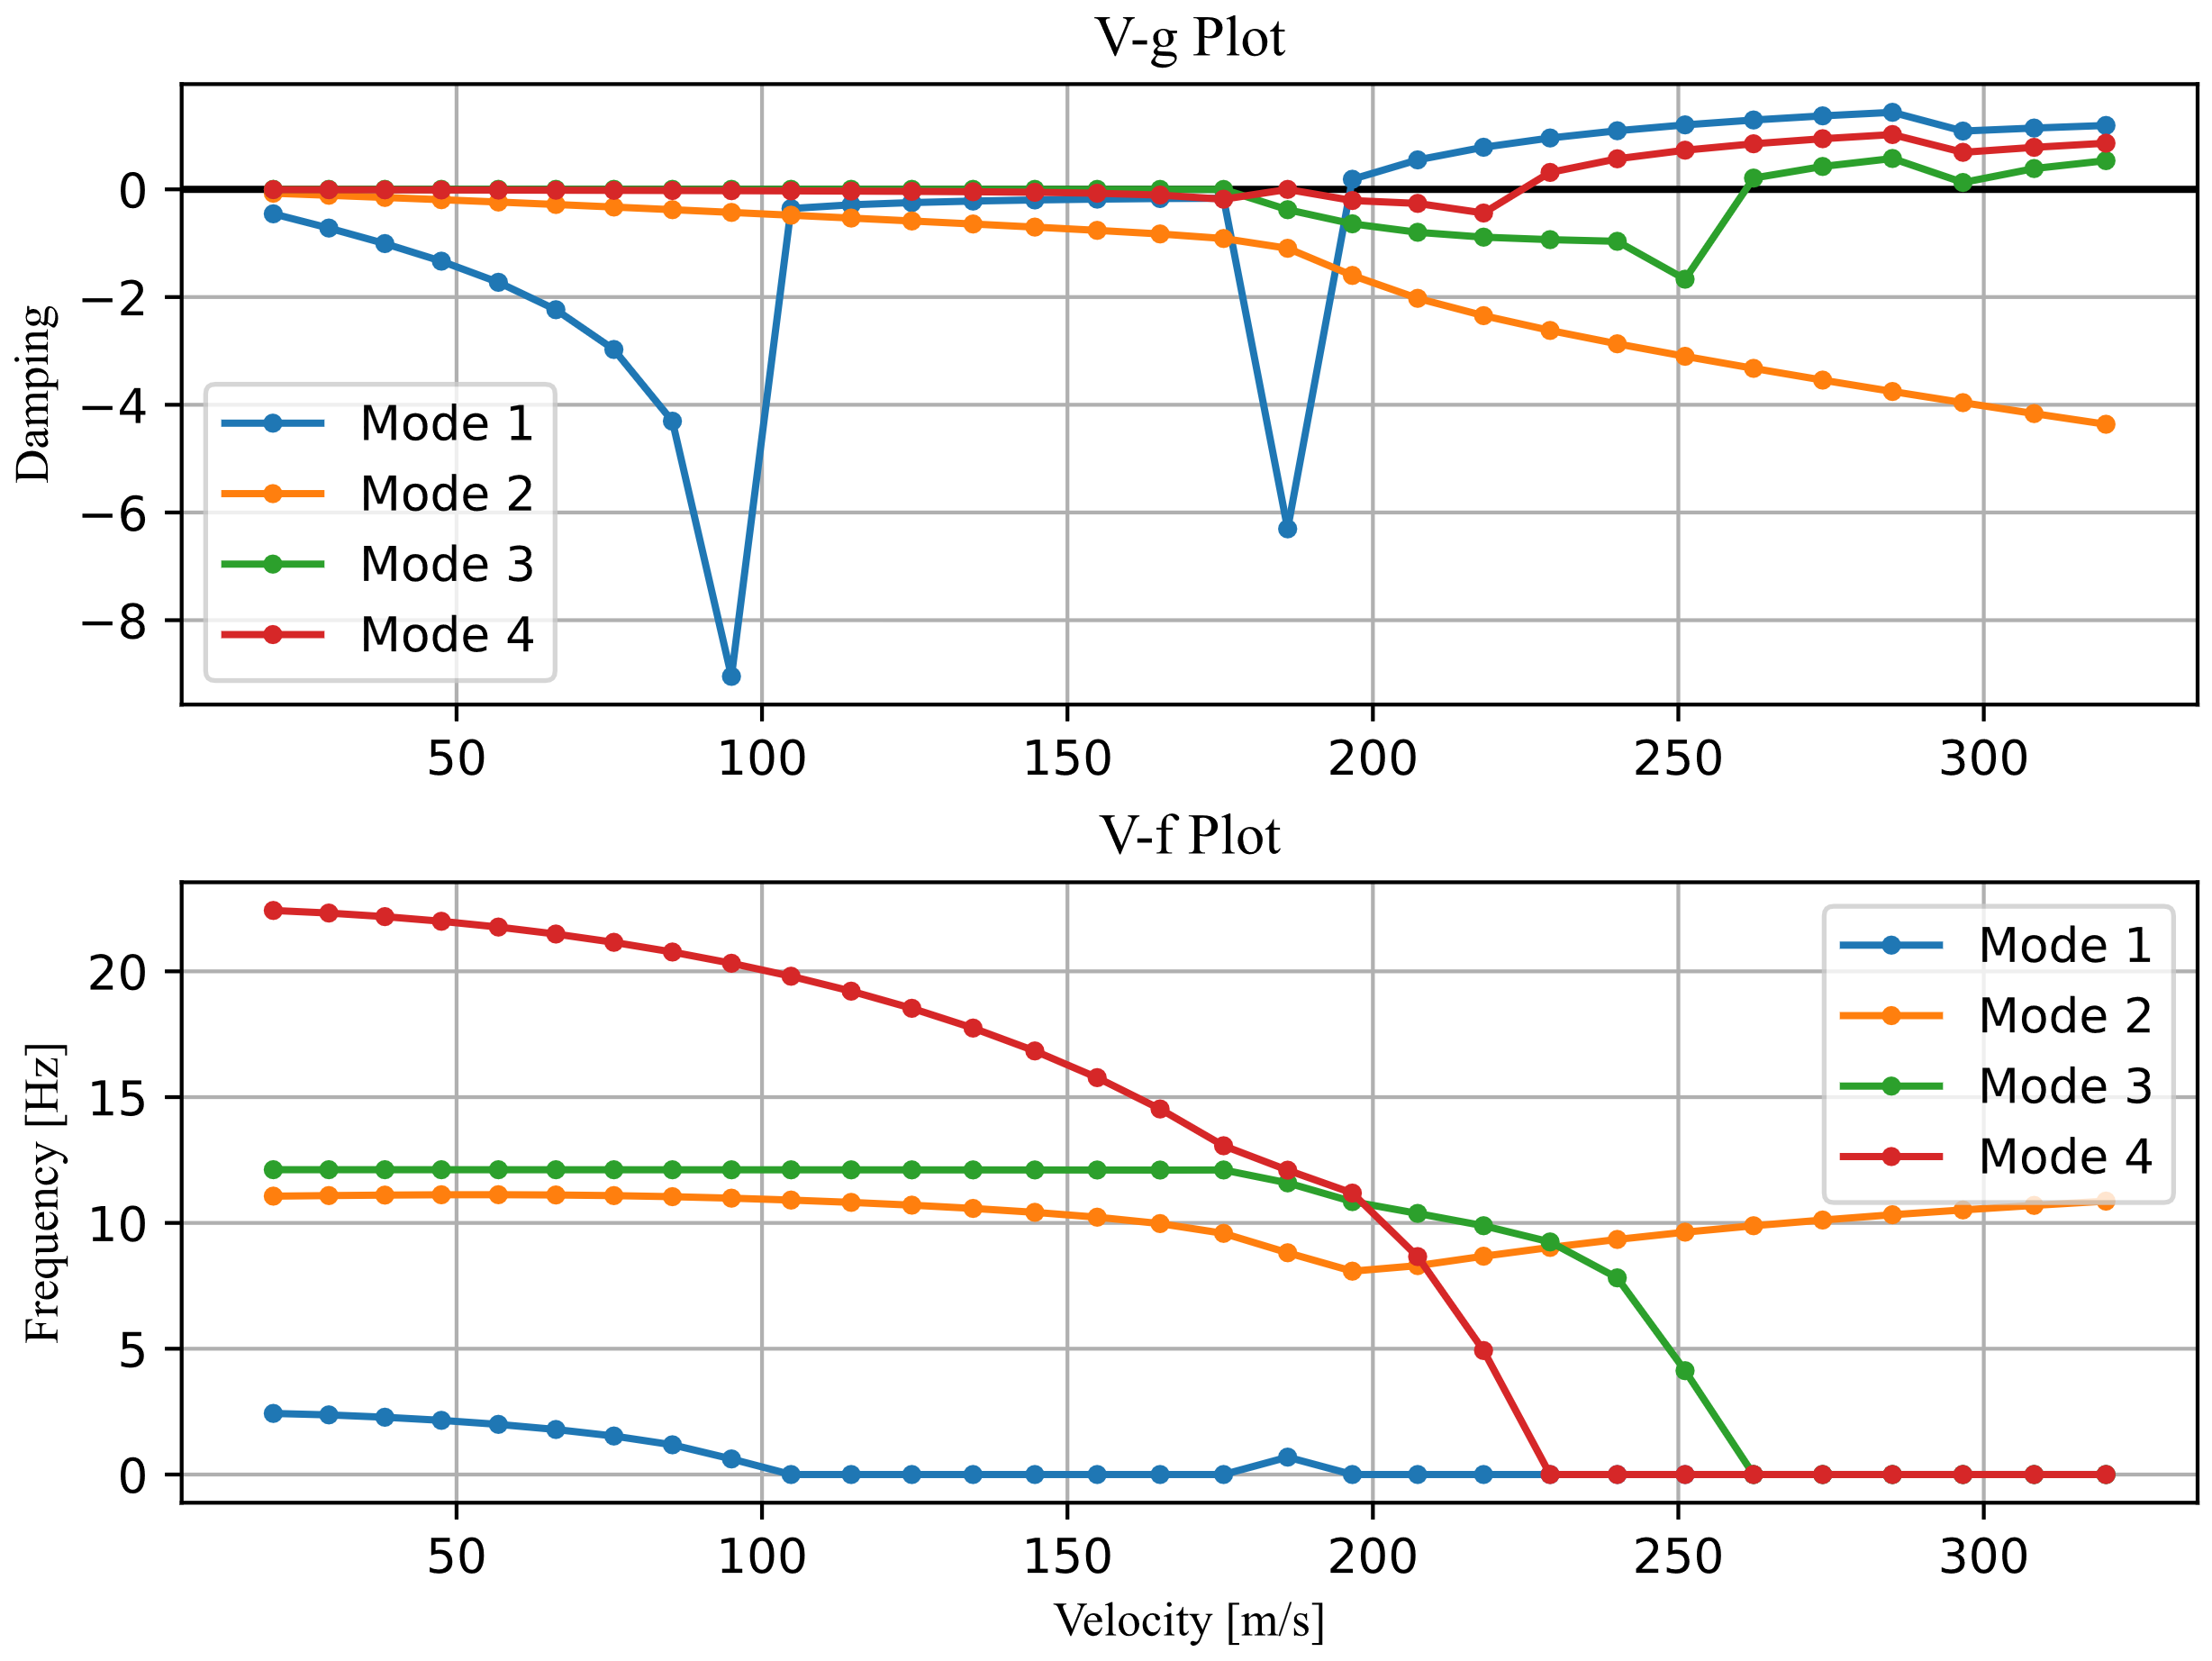 V-g Plot
Damping
0
−2
−4
−6
−8
Mode 1
Mode 2
Mode 3
Mode 4
50 100 150 200 250 300
V-f Plot
Frequency [Hz]
20
15
10
5
0
Mode 1
Mode 2
Mode 3
Mode 4
50 100 150 200 250 300
Velocity [m/s]